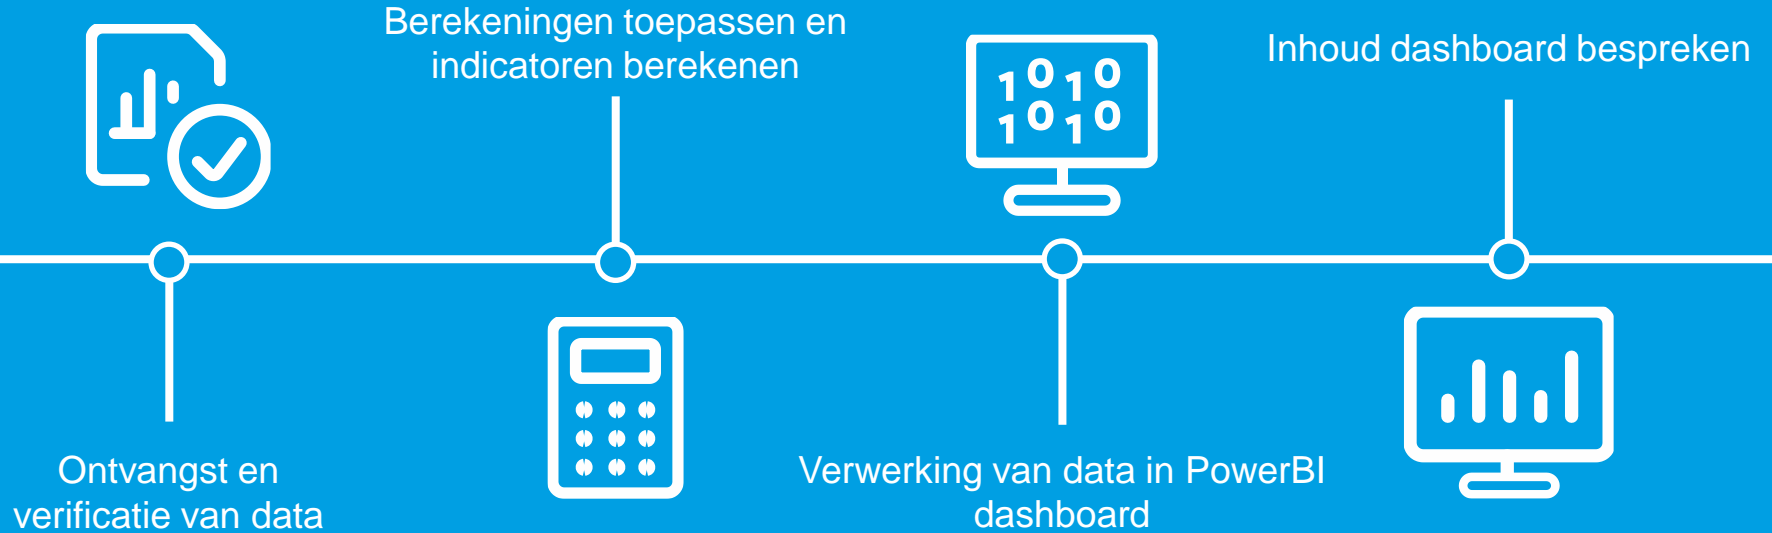 Berekeningen toepassen en
indicatoren berekenen
1010
1010
Inhoud dashboard bespreken
Ontvangst en
verificatie van data
Verwerking van data in PowerBI
dashboard